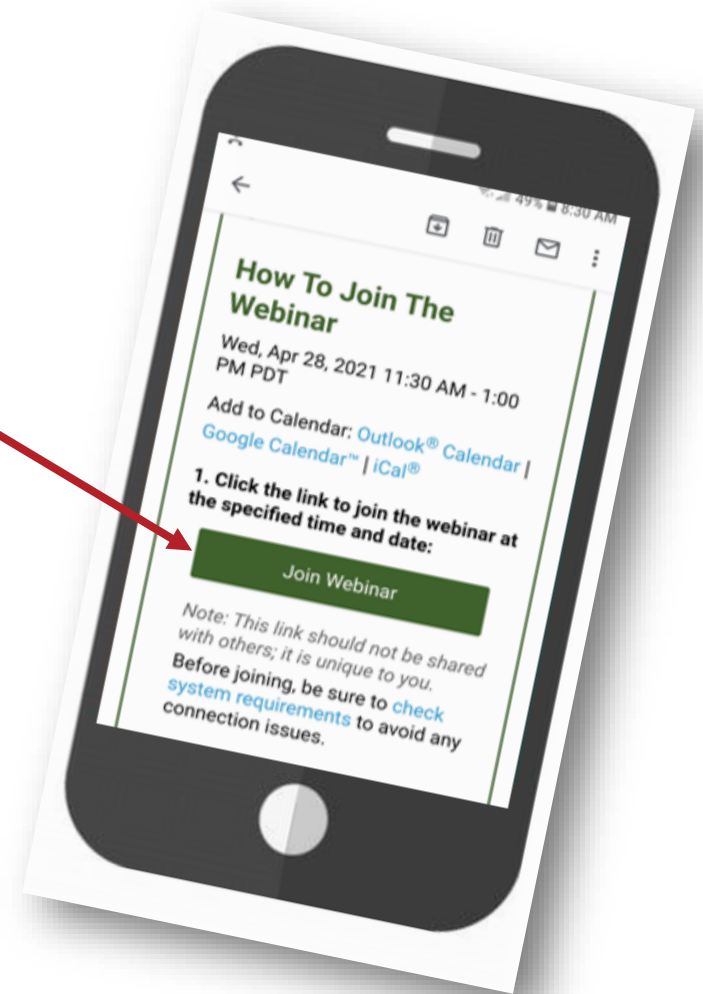 49% 8:30 AM
How To Join The
Webinar
Wed, Apr 28, 2021 11:30 AM - 1:00
PM PDT
Add to Calendar: Outlook® Calendar |
Google Calendar™ | iCal®
1. Click the link to join the webinar at
the specified time and date:
Join Webinar
Note: This link should not be shared
with others; it is unique to you.
Before joining, be sure to check
system requirements to avoid any
connection issues.